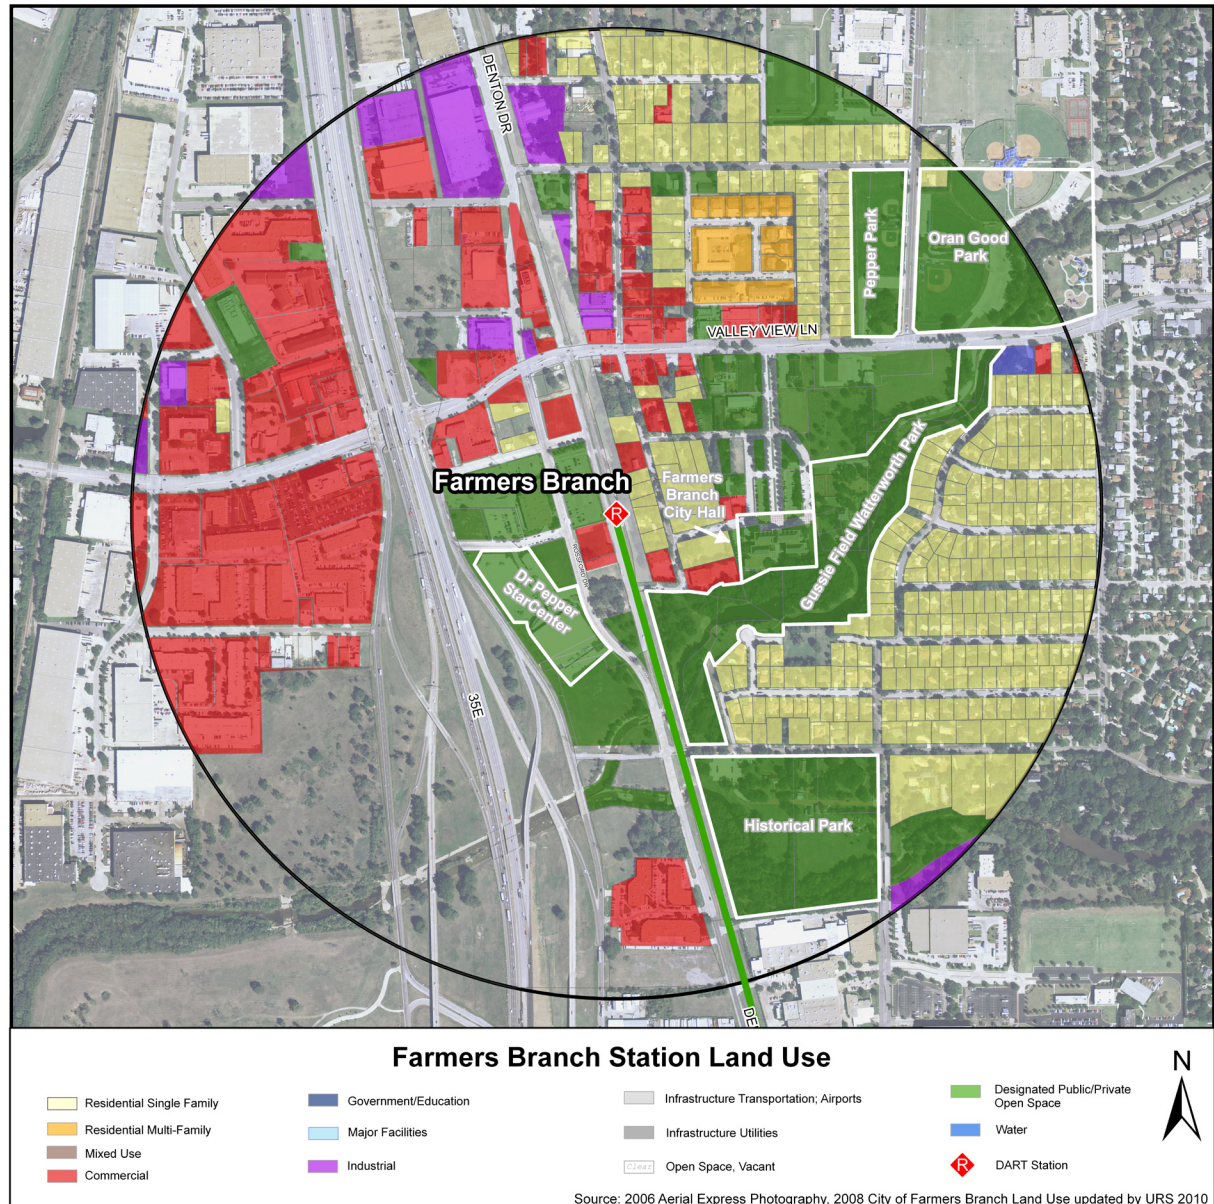 DENTON DR
Pepper Park
Oran Good
Park
VALLEY VIEW LN
Farmers Branch
R
Farmers
Branch
City Hall
Gussie Field Watterworth Park
ROSSFORD DR
Dr Pepper
StarCenter
35E
Historical Park
DE
Farmers Branch Station Land Use
N
Residential Single Family
Residential Multi-Family
Mixed Use
Commercial
Government/Education
Major Facilities
Industrial
Infrastructure Transportation; Airports
Infrastructure Utilities
Clear
Open Space, Vacant
Designated Public/Private
Open Space
Water
R
DART Station
Source: 2006 Aerial Express Photography, 2008 City of Farmers Branch Land Use updated by URS 2010